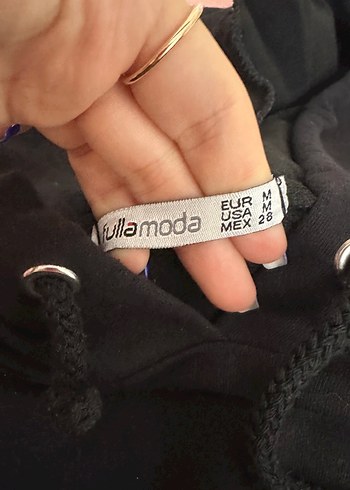 fullamoda
EUR M
USA M
MEX 28